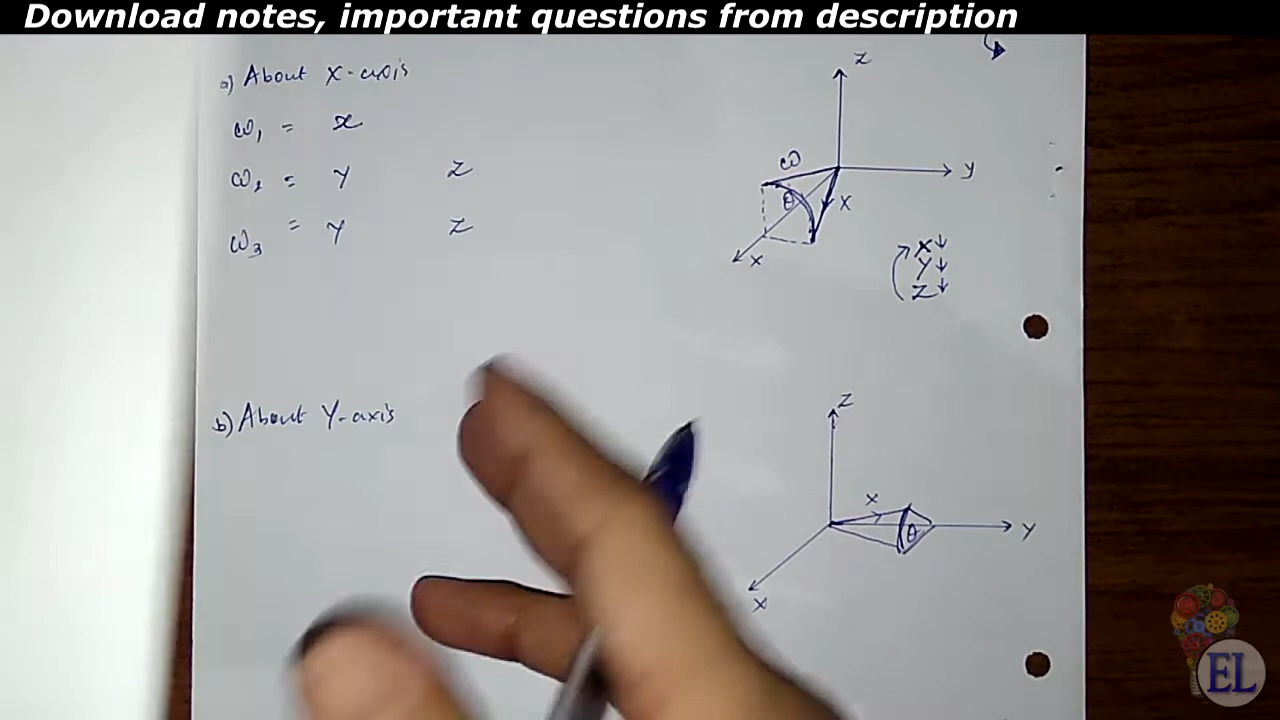 Download notes, important questions from description
a) About X-axis
ω₁ = x
ω₂ = Y Z
ω₃ = Y Z
Z
ω
Y
θ
X
X
X↓
Y↓
Z↓
b) About Y-axis
Z
X
Y
θ
X
EL